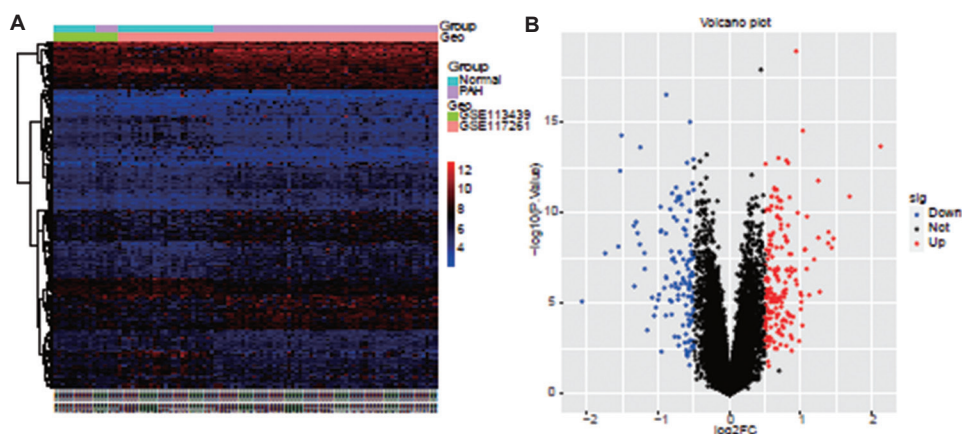 A
Group
Geo
Group
Normal
PAH
Geo
GSE113439
GSE117261
12
10
8
6
4
B
Volcano plot
-log10(P.Value)
15
10
5
0
-2
-1
0
1
2
log2FC
sig
Down
Not
Up